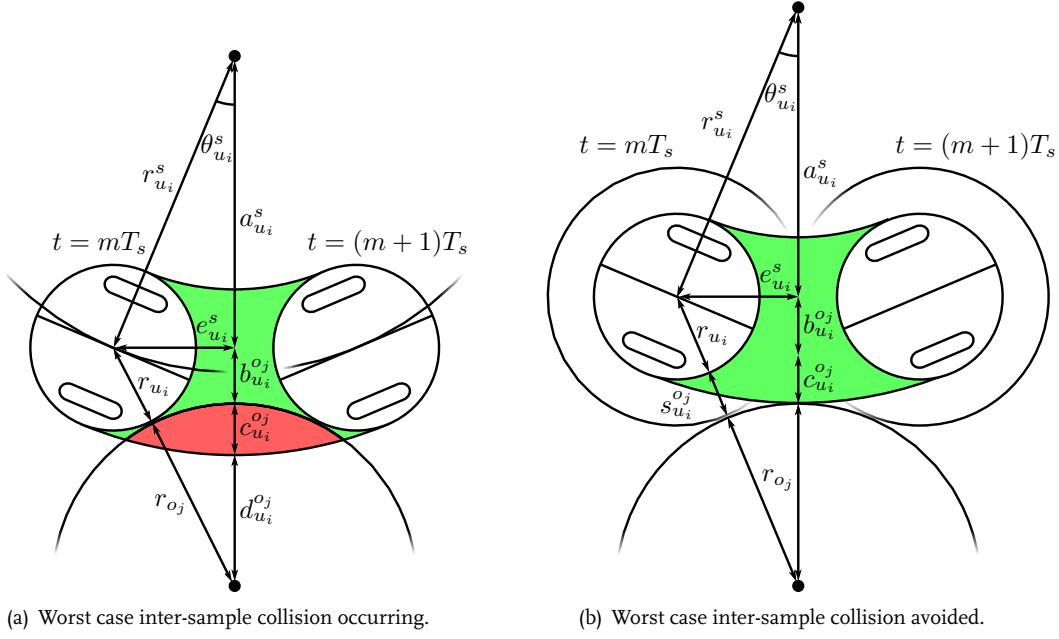 θ^s_{u_i}
r^s_{u_i}
a^s_{u_i}
t = mT_s
t = (m + 1)T_s
e^s_{u_i}
b^{o_j}_{u_i}
r_{u_i}
c^{o_j}_{u_i}
r_{o_j}
d^{o_j}_{u_i}
(a) Worst case inter-sample collision occurring.
θ^s_{u_i}
r^s_{u_i}
t = mT_s
t = (m + 1)T_s
a^s_{u_i}
e^s_{u_i}
b^{o_j}_{u_i}
r_{u_i}
c^{o_j}_{u_i}
s^{o_j}_{u_i}
r_{o_j}
(b) Worst case inter-sample collision avoided.